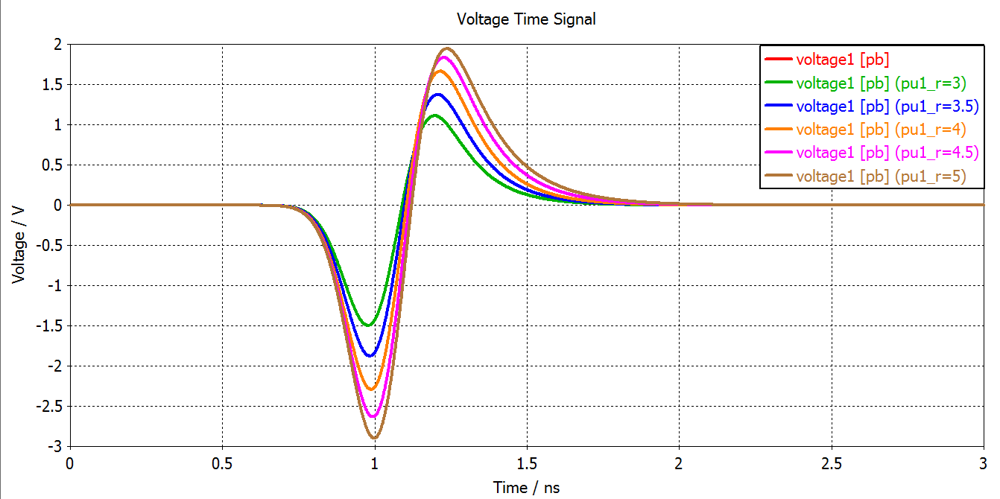 Voltage Time Signal
voltage1 [pb]
voltage1 [pb] (pu1_r=3)
voltage1 [pb] (pu1_r=3.5)
voltage1 [pb] (pu1_r=4)
voltage1 [pb] (pu1_r=4.5)
voltage1 [pb] (pu1_r=5)
Voltage / V
2
1.5
1
0.5
0
-0.5
-1
-1.5
-2
-2.5
-3
0 0.5 1 1.5 2 2.5 3
Time / ns